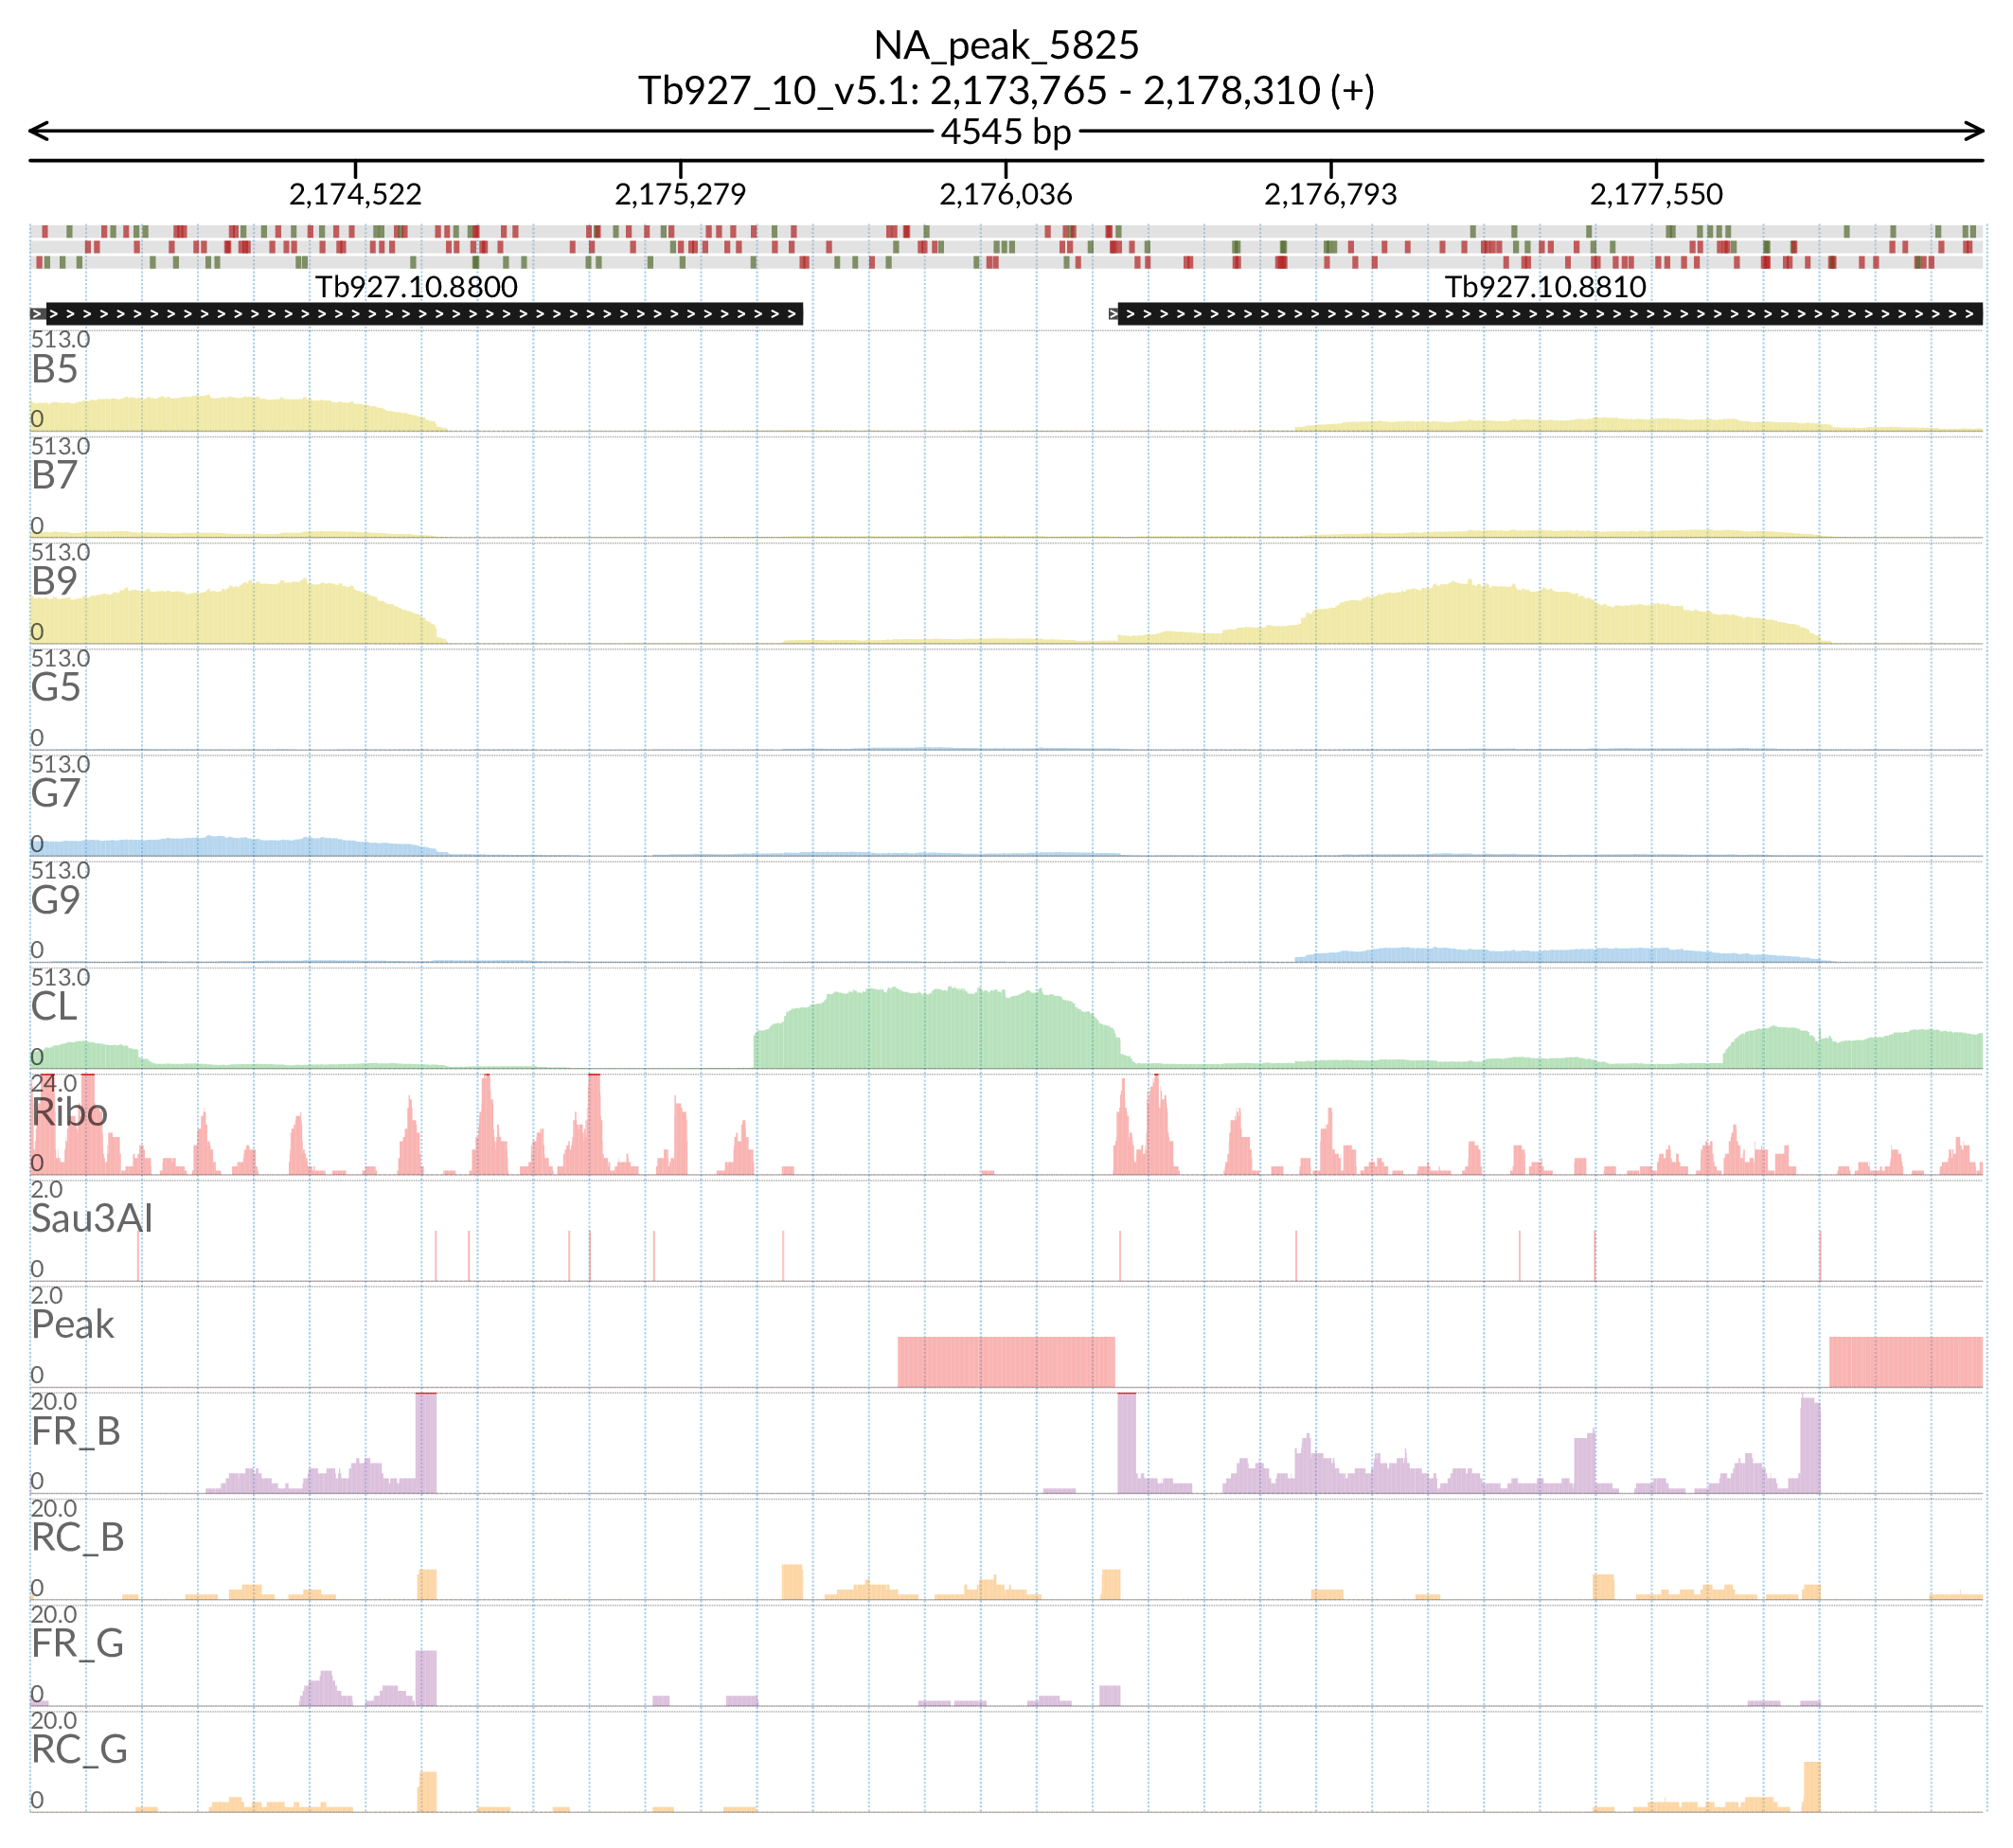 NA_peak_5825
Tb927_10_v5.1: 2,173,765 - 2,178,310 (+)
4545 bp
2,174,522 2,175,279 2,176,036 2,176,793 2,177,550
Tb927.10.8800 Tb927.10.8810
513.0
B5
0
513.0
B7
0
513.0
B9
0
513.0
G5
0
513.0
G7
0
513.0
G9
0
513.0
CL
0
24.0
Ribo
0
2.0
Sau3AI
0
2.0
Peak
0
20.0
FR_B
0
20.0
RC_B
0
20.0
FR_G
0
20.0
RC_G
0